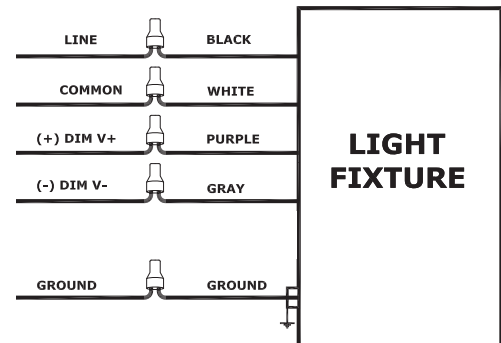 LINE BLACK
COMMON WHITE
(+) DIM V+ PURPLE
(-) DIM V- GRAY
GROUND GROUND
LIGHT
FIXTURE